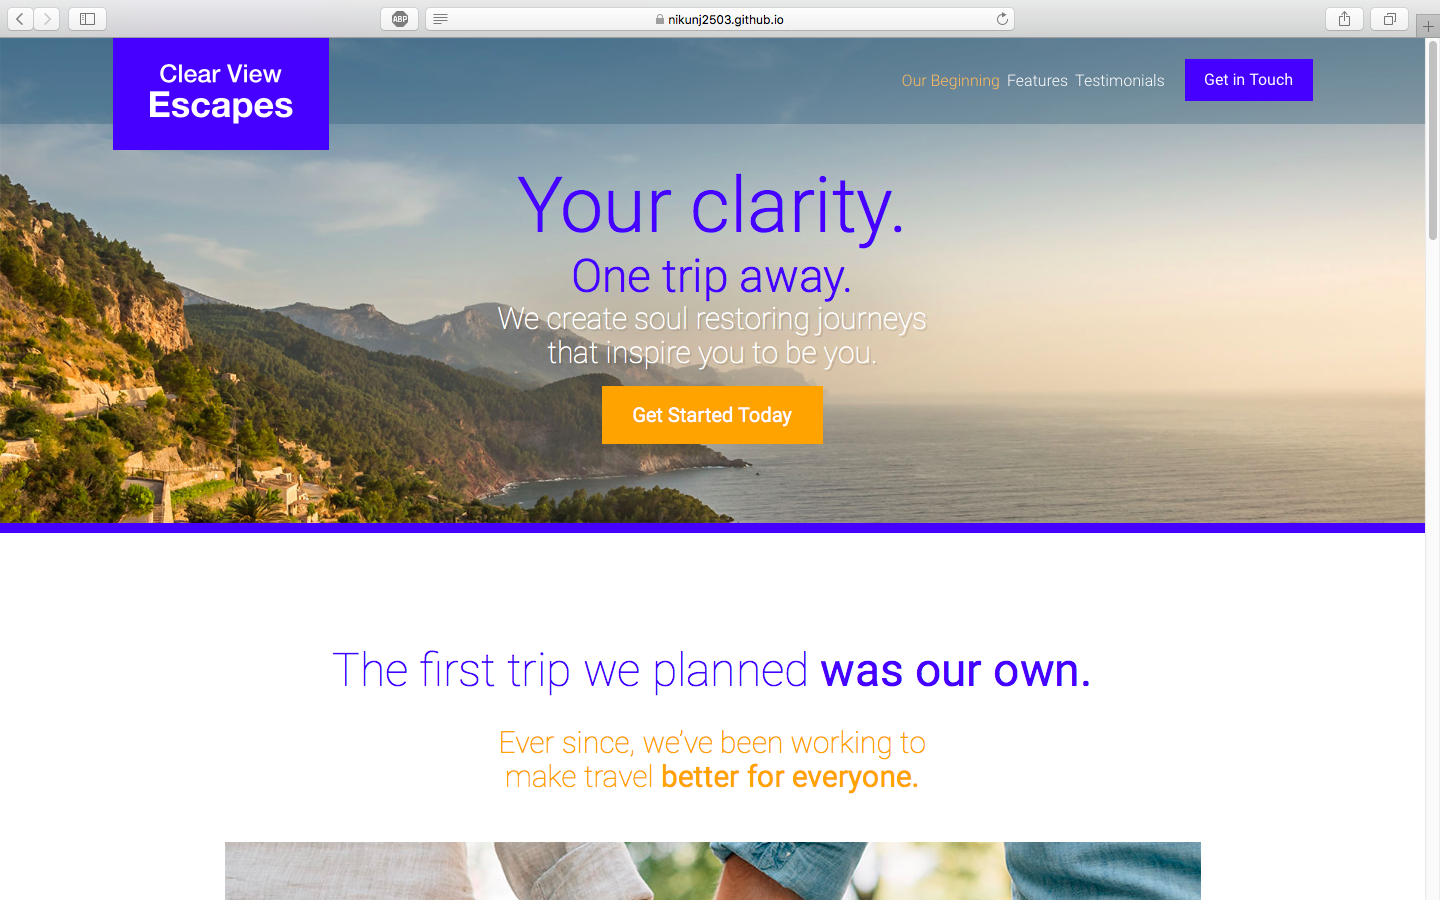 ABP
nikunj2503.github.io
Clear View
Escapes
Our Beginning Features Testimonials Get in Touch
Your clarity.
One trip away.
We create soul restoring journeys
that inspire you to be you.
Get Started Today
The first trip we planned was our own.
Ever since, we’ve been working to
make travel better for everyone.